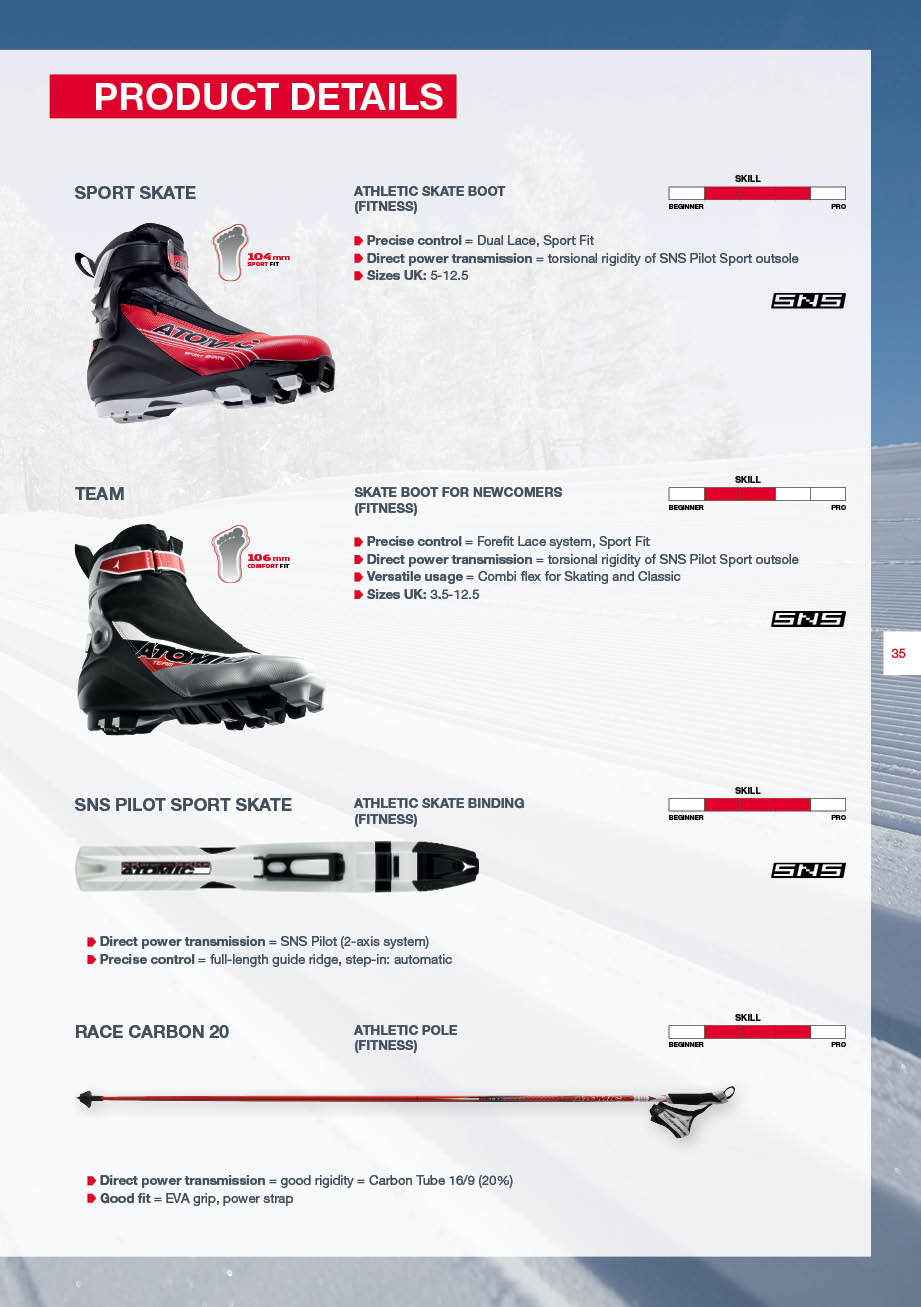 PRODUCT DETAILS
SPORT SKATE
104 mm
SPORT FIT
ATOMIC
SPORT SKATE
ATHLETIC SKATE BOOT
(FITNESS)
Precise control = Dual Lace, Sport Fit
Direct power transmission = torsional rigidity of SNS Pilot Sport outsole
Sizes UK: 5-12.5
SKILL
BEGINNER PRO
SNS
TEAM
106 mm
COMFORT FIT
ATOMIC
TEAM
SKATE BOOT FOR NEWCOMERS
(FITNESS)
Precise control = Forefit Lace system, Sport Fit
Direct power transmission = torsional rigidity of SNS Pilot Sport outsole
Versatile usage = Combi flex for Skating and Classic
Sizes UK: 3.5-12.5
SKILL
BEGINNER PRO
SNS
35
SNS PILOT SPORT SKATE
ATHLETIC SKATE BINDING
(FITNESS)
SKILL
BEGINNER PRO
ATOMIC
SNS
Direct power transmission = SNS Pilot (2-axis system)
Precise control = full-length guide ridge, step-in: automatic
RACE CARBON 20
ATHLETIC POLE
(FITNESS)
SKILL
BEGINNER PRO
ATOMIC
Direct power transmission = good rigidity = Carbon Tube 16/9 (20%)
Good fit = EVA grip, power strap